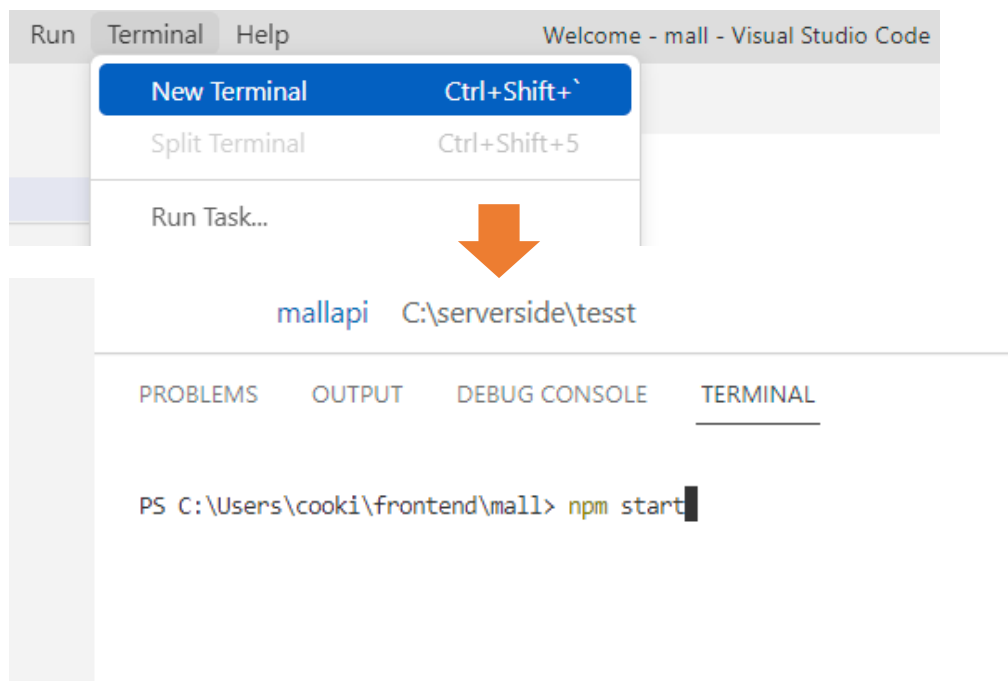 Run Terminal Help Welcome - mall - Visual Studio Code
New Terminal Ctrl+Shift+`
Split Terminal Ctrl+Shift+5
Run Task...
mallapi C:\serverside\tesst
PROBLEMS OUTPUT DEBUG CONSOLE TERMINAL
PS C:\Users\cooki\frontend\mall> npm start